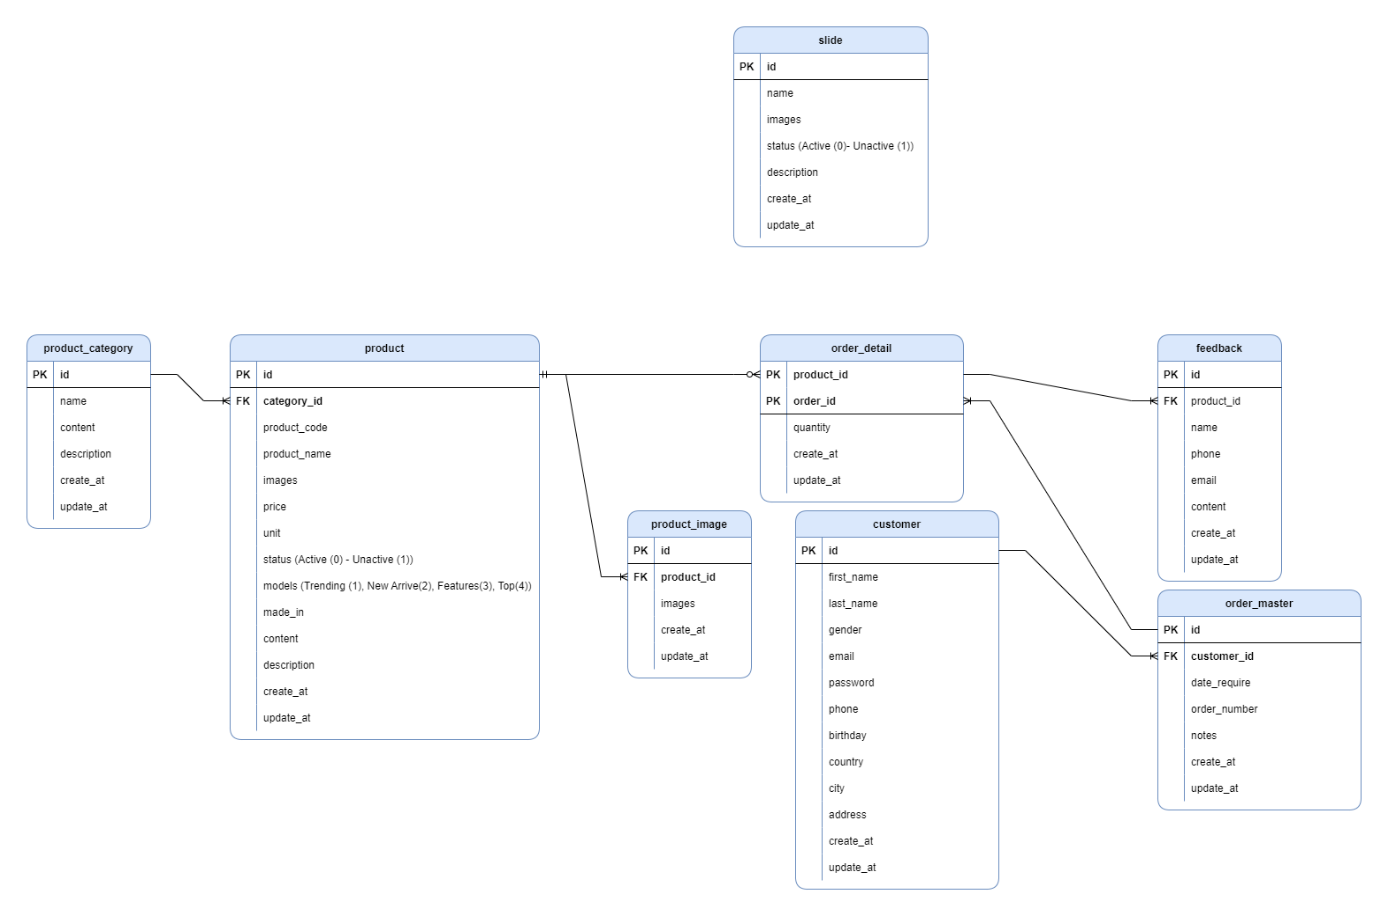 slide
PK id
name
images
status (Active (0)- Unactive (1))
description
create_at
update_at
product_category
PK id
name
content
description
create_at
update_at
product
PK id
FK category_id
product_code
product_name
images
price
unit
status (Active (0) - Unactive (1))
models (Trending (1), New Arrive(2), Features(3), Top(4))
made_in
content
description
create_at
update_at
order_detail
PK product_id
PK order_id
quantity
create_at
update_at
feedback
PK id
FK product_id
name
phone
email
content
create_at
update_at
product_image
PK id
FK product_id
images
create_at
update_at
customer
PK id
first_name
last_name
gender
email
password
phone
birthday
country
city
address
create_at
update_at
order_master
PK id
FK customer_id
date_require
order_number
notes
create_at
update_at